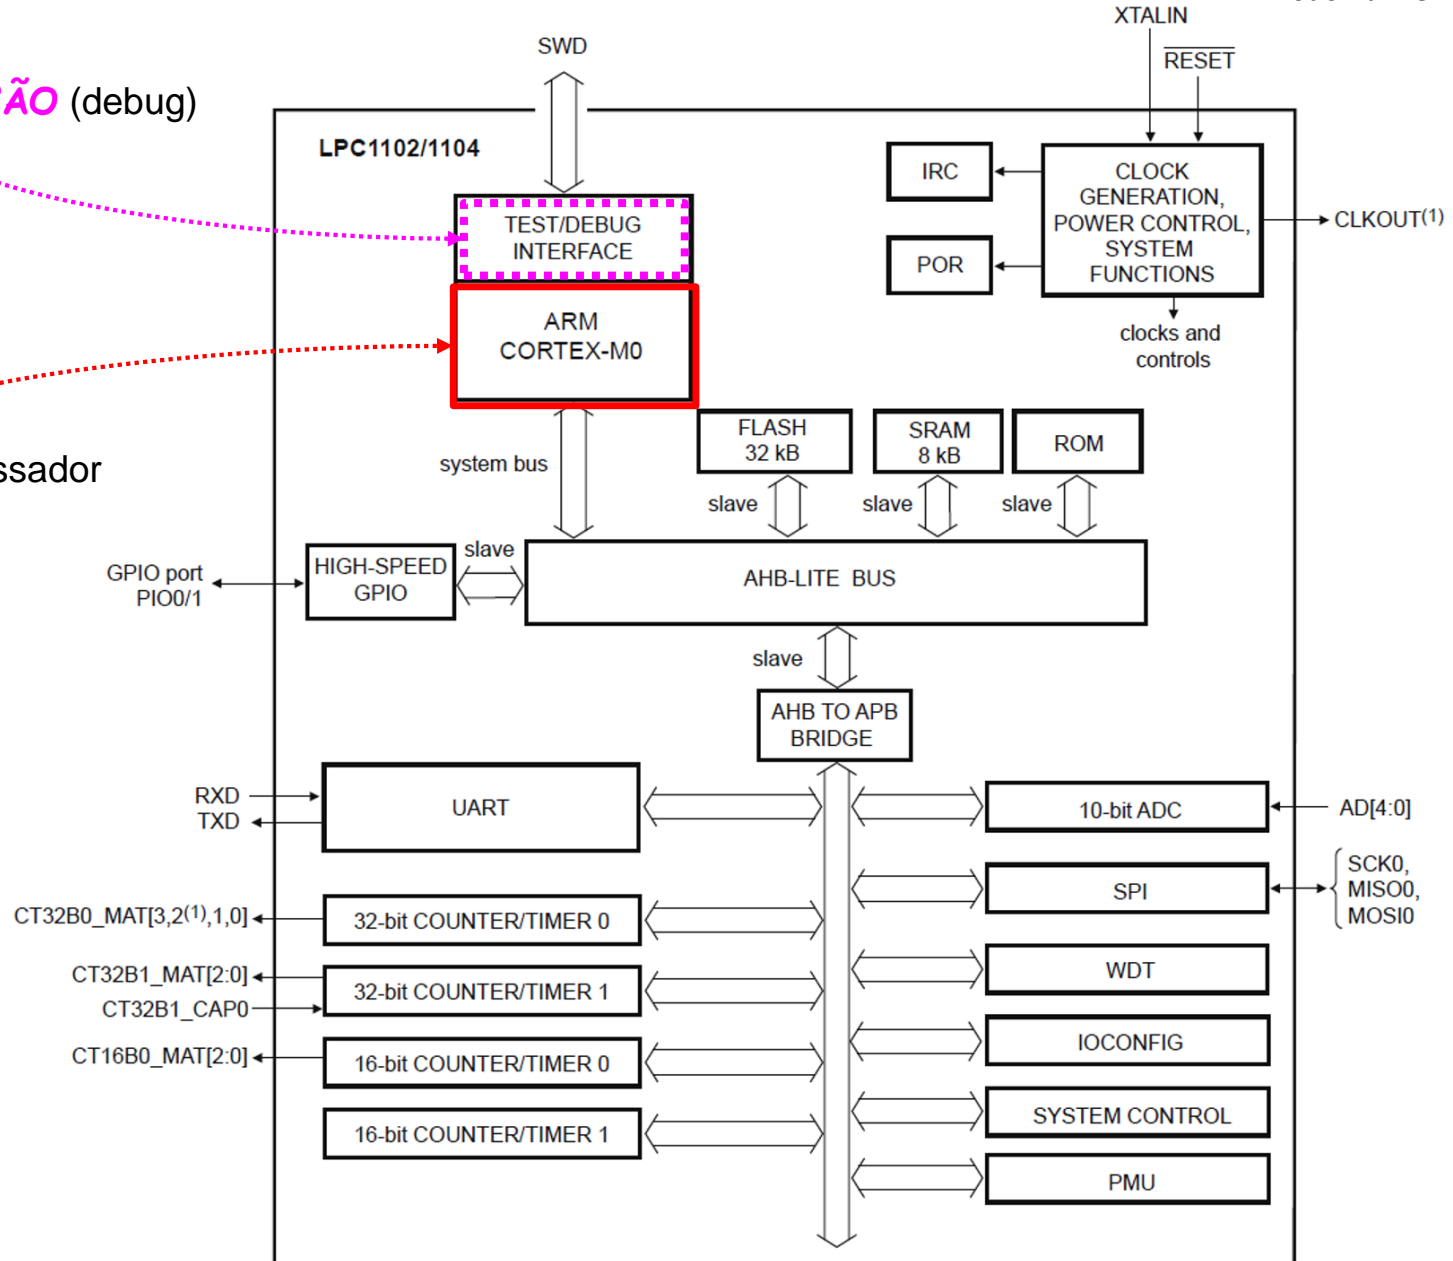 XTALIN
SWD
RESET
(debug)
LPC1102/1104
IRC
CLOCK
GENERATION,
POWER CONTROL,
SYSTEM
FUNCTIONS
CLKOUT(1)
TEST/DEBUG
INTERFACE
POR
ARM
CORTEX-M0
clocks and
controls
FLASH
32 kB
SRAM
8 kB
ROM
system bus
slave
slave
slave
slave
GPIO port
PIO0/1
HIGH-SPEED
GPIO
AHB-LITE BUS
slave
AHB TO APB
BRIDGE
RXD
TXD
UART
10-bit ADC
AD[4:0]
SPI
SCK0,
MISO0,
MOSI0
CT32B0_MAT[3,2(1),1,0]
32-bit COUNTER/TIMER 0
WDT
CT32B1_MAT[2:0]
CT32B1_CAP0
32-bit COUNTER/TIMER 1
IOCONFIG
CT16B0_MAT[2:0]
16-bit COUNTER/TIMER 0
SYSTEM CONTROL
16-bit COUNTER/TIMER 1
PMU